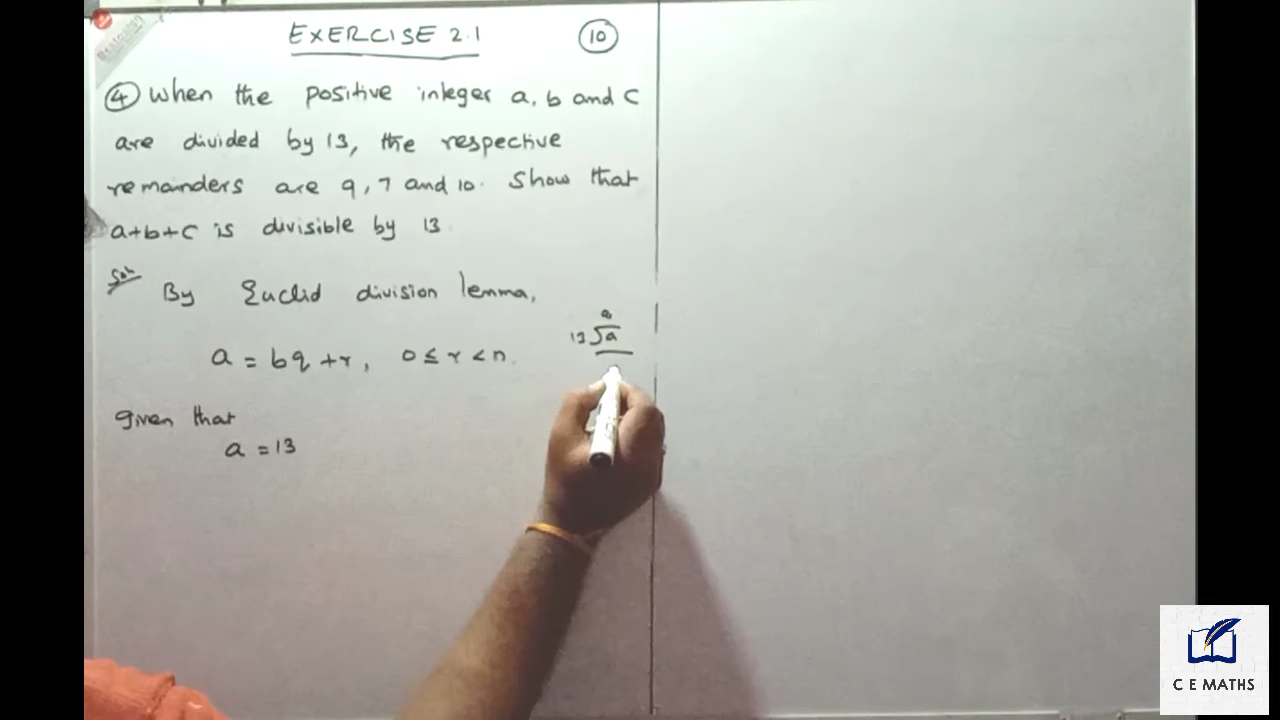 EXERCISE 2.1
10
4 When the positive integer a, b and c
are divided by 13, the respective
remainders are 9, 7 and 10. Show that
a+b+c is divisible by 13.
Soln
By Euclid division lemma,
a = bq + r, 0 ≤ r < n.
13 √a
Given that
a = 13
C E MATHS